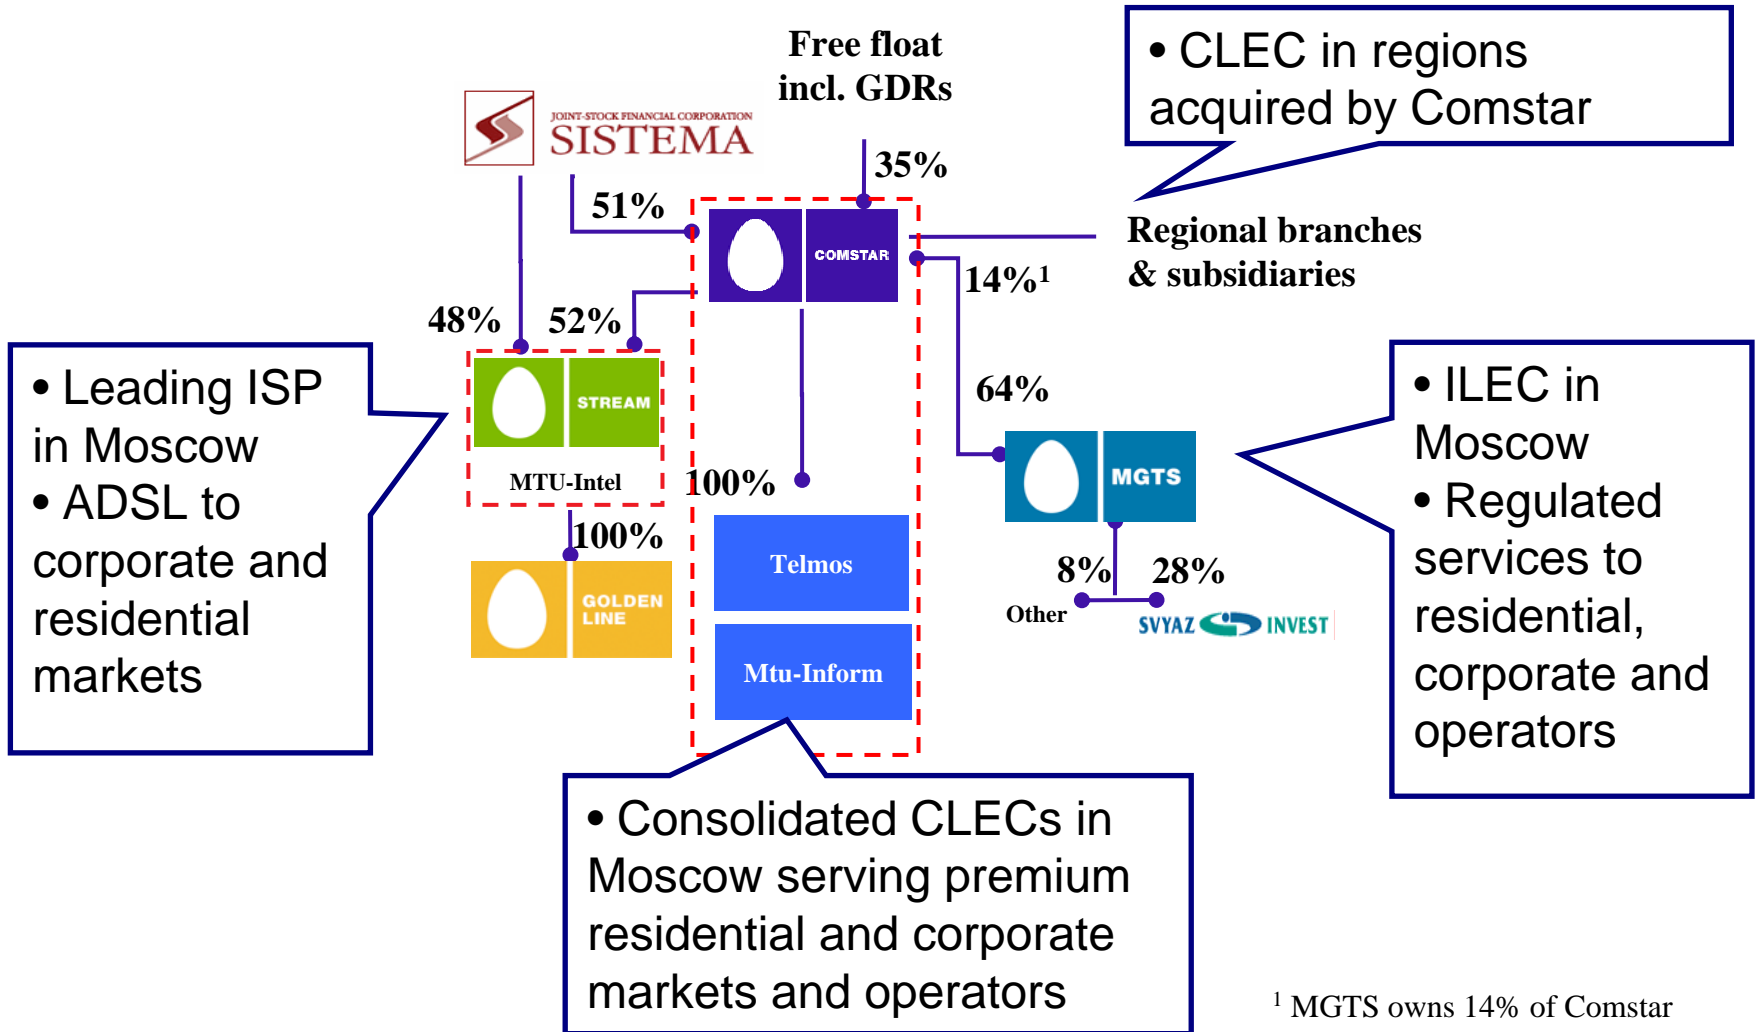 Free float
incl. GDRs
• CLEC in regions
acquired by Comstar
JOINT-STOCK FINANCIAL CORPORATION
SISTEMA
35%
51%
COMSTAR
Regional branches
& subsidiaries
14%¹
48%
52%
• Leading ISP
in Moscow
• ADSL to
corporate and
residential
markets
STREAM
MTU-Intel
64%
• ILEC in
Moscow
• Regulated
services to
residential,
corporate and
operators
MGTS
100%
100%
GOLDEN
LINE
Telmos
8%
28%
Other
SVYAZ INVEST
Mtu-Inform
• Consolidated CLECs in
Moscow serving premium
residential and corporate
markets and operators
¹ MGTS owns 14% of Comstar